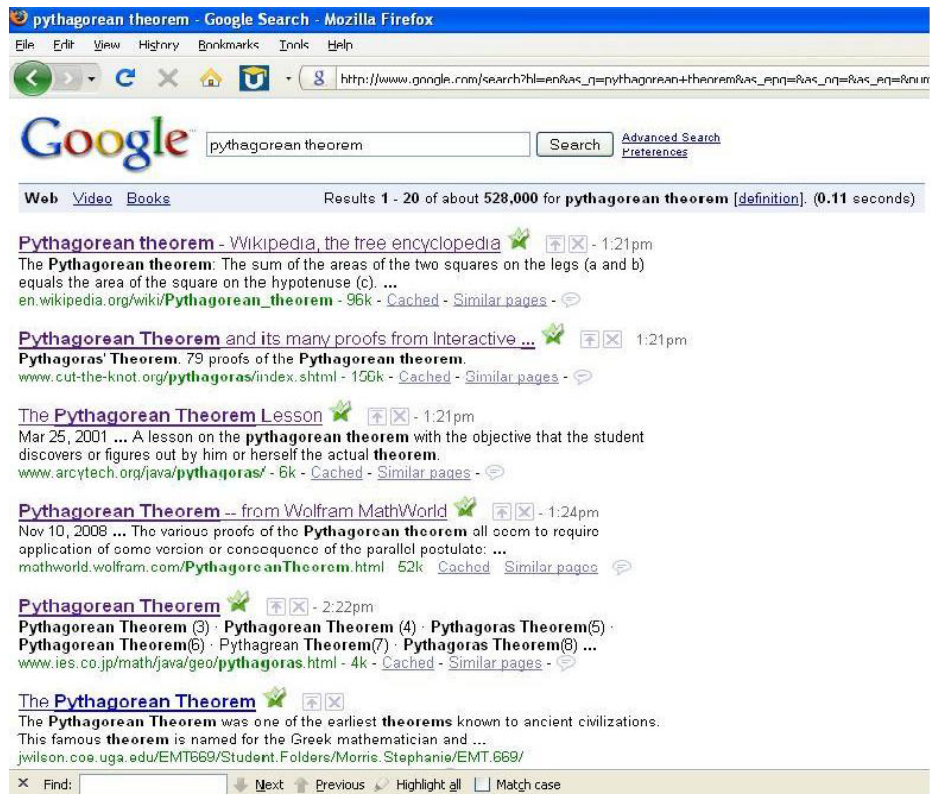 pythagorean theorem - Google Search - Mozilla Firefox
File Edit View History Bookmarks Tools Help
http://www.google.com/search?hl=en&as_q=pythagorean+theorem&as_epq=&as_oq=&as_eq=&num
Google pythagorean theorem Search Advanced Search
Preferences
Web Video Books Results 1 - 20 of about 528,000 for pythagorean theorem [definition]. (0.11 seconds)
Pythagorean theorem - Wikipedia, the free encyclopedia - 1:21pm
The Pythagorean theorem: The sum of the areas of the two squares on the legs (a and b)
equals the area of the square on the hypotenuse (c). ...
en.wikipedia.org/wiki/Pythagorean_theorem - 96k - Cached - Similar pages -
Pythagorean Theorem and its many proofs from Interactive ... 1:21pm
Pythagoras' Theorem. 79 proofs of the Pythagorean theorem.
www.cut-the-knot.org/pythagoras/index.shtml - 156k - Cached - Similar pages -
The Pythagorean Theorem Lesson - 1:21pm
Mar 25, 2001 ... A lesson on the pythagorean theorem with the objective that the student
discovers or figures out by him or herself the actual theorem.
www.arcytech.org/java/pythagoras/ - 6k - Cached - Similar pages -
Pythagorean Theorem -- from Wolfram MathWorld - 1:24pm
Nov 10, 2008 ... The various proofs of the Pythagorean theorem all seem to require
application of some version or consequence of the parallel postulate: ...
mathworld.wolfram.com/PythagoreanTheorem.html 52k Cached Similar pages
Pythagorean Theorem - 2:22pm
Pythagorean Theorem (3) · Pythagorean Theorem (4) · Pythagoras Theorem(5) ·
Pythagorean Theorem(6) · Pythagrean Theorem(7) · Pythagoras Theorem(8) ...
www.ies.co.jp/math/java/geo/pythagoras.html - 4k - Cached - Similar pages -
The Pythagorean Theorem
The Pythagorean Theorem was one of the earliest theorems known to ancient civilizations.
This famous theorem is named for the Greek mathematician and ...
jwilson.coe.uga.edu/EMT669/Student.Folders/Morris.Stephanie/EMT.669/
Find: Next Previous Highlight all Match case